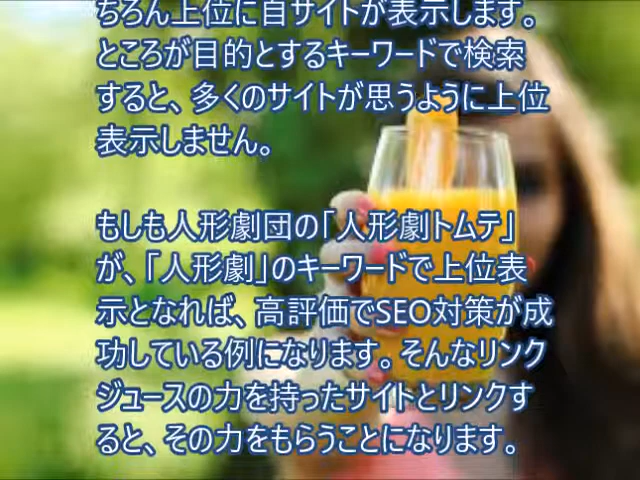 ちろん上位に自サイトが表示します。
ところが目的とするキーワードで検索
すると、多くのサイトが思うように上位
表示しません。
もしも人形劇団の「人形劇トムテ」
が、「人形劇」のキーワードで上位表
示となれば、高評価でSEO対策が成
功している例になります。そんなリンク
ジュースの力を持ったサイトとリンクす
ると、その力をもらうことになります。